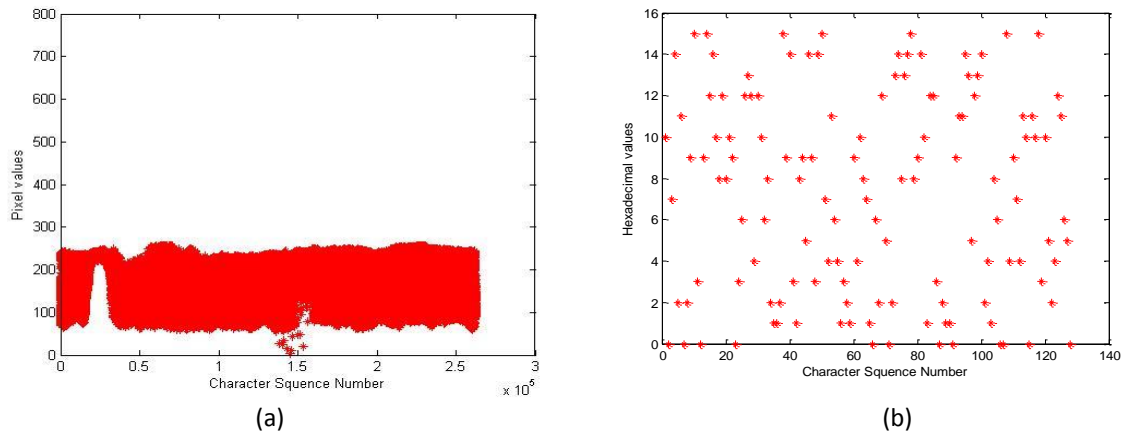 800
700
600
500
400
300
200
100
0
Pixel values
0 0.5 1 1.5 2 2.5 3
x 10^5
Character Squence Number
(a)
16
14
12
10
8
6
4
2
0
Hexadecimal values
0 20 40 60 80 100 120 140
Character Squence Number
(b)